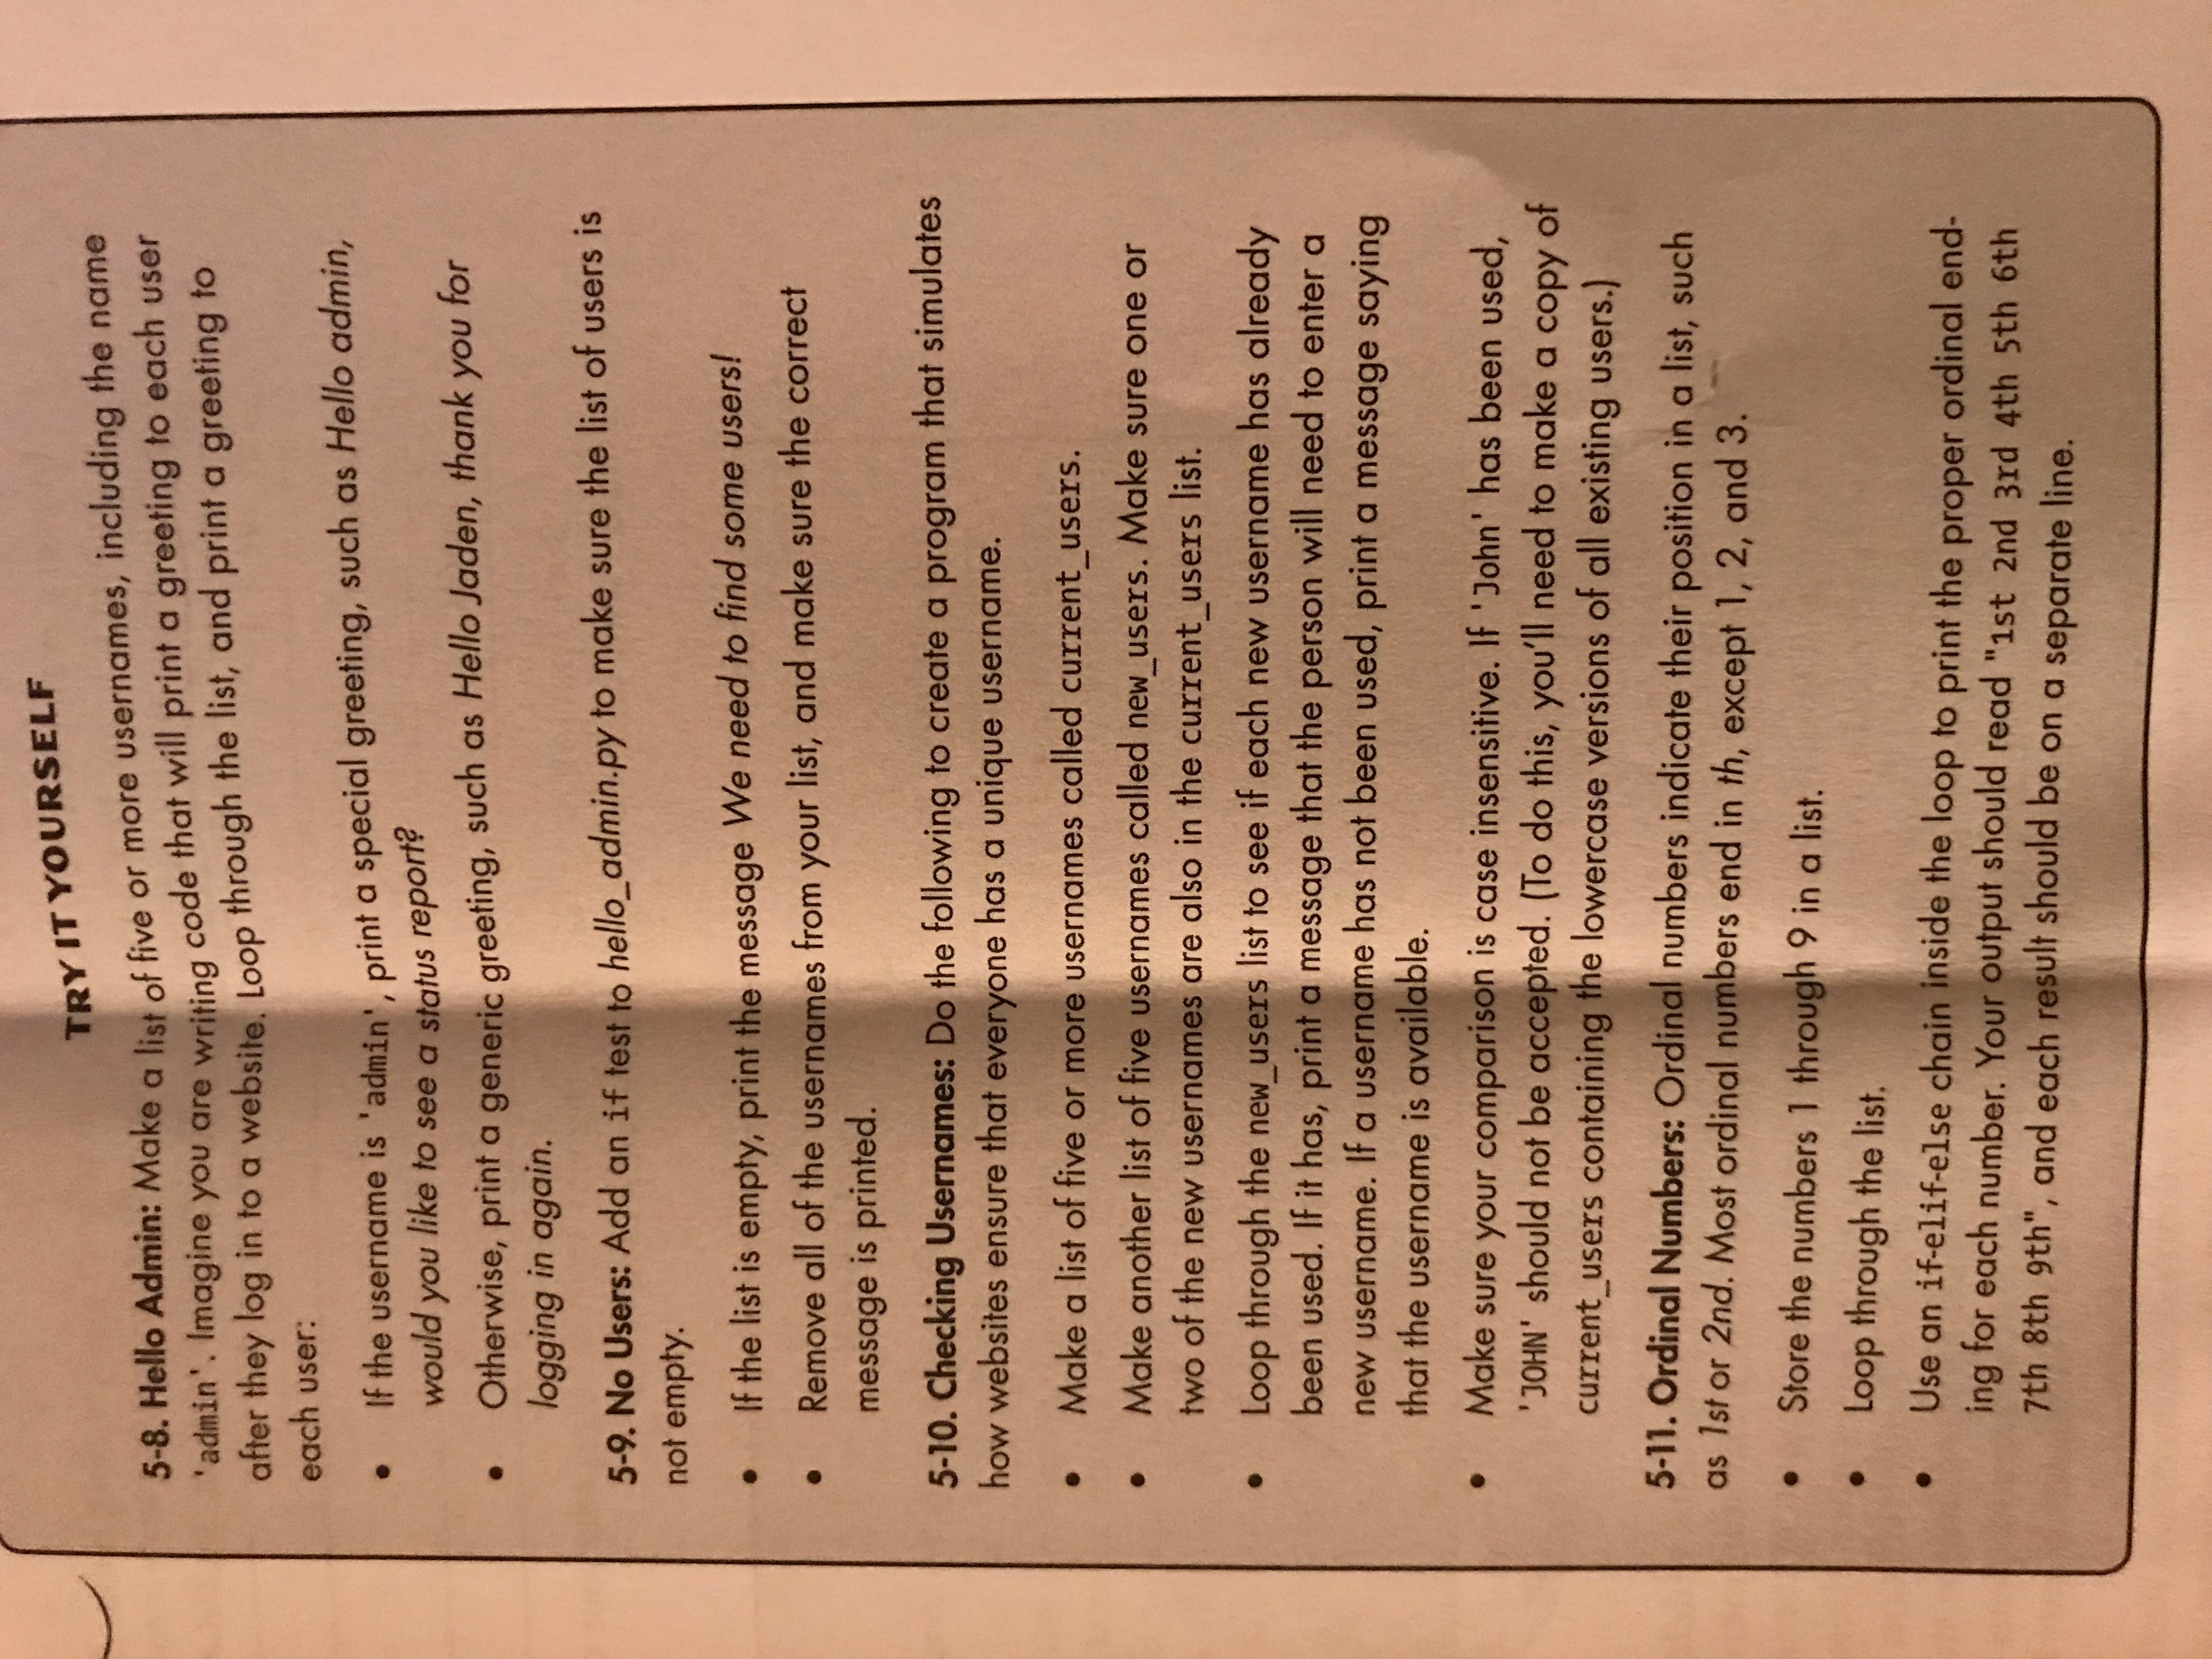 TRY IT YOURSELF
5-8. Hello Admin: Make a list of five or more usernames, including the name
'admin'. Imagine you are writing code that will print a greeting to each user
after they log in to a website. Loop through the list, and print a greeting to
each user:
• If the username is 'admin', print a special greeting, such as Hello admin,
would you like to see a status report?
• Otherwise, print a generic greeting, such as Hello Jaden, thank you for
logging in again.
5-9. No Users: Add an if test to hello_admin.py to make sure the list of users is
not empty.
• If the list is empty, print the message We need to find some users!
• Remove all of the usernames from your list, and make sure the correct
message is printed.
5-10. Checking Usernames: Do the following to create a program that simulates
how websites ensure that everyone has a unique username.
• Make a list of five or more usernames called current_users.
• Make another list of five usernames called new_users. Make sure one or
two of the new usernames are also in the current_users list.
• Loop through the new_users list to see if each new username has already
been used. If it has, print a message that the person will need to enter a
new username. If a username has not been used, print a message saying
that the username is available.
• Make sure your comparison is case insensitive. If 'John' has been used,
'JOHN' should not be accepted. (To do this, you'll need to make a copy of
current_users containing the lowercase versions of all existing users.)
5-11. Ordinal Numbers: Ordinal numbers indicate their position in a list, such
as 1st or 2nd. Most ordinal numbers end in th, except 1, 2, and 3.
• Store the numbers 1 through 9 in a list.
• Loop through the list.
• Use an if-elif-else chain inside the loop to print the proper ordinal end-
ing for each number. Your output should read "1st 2nd 3rd 4th 5th 6th
7th 8th 9th", and each result should be on a separate line.